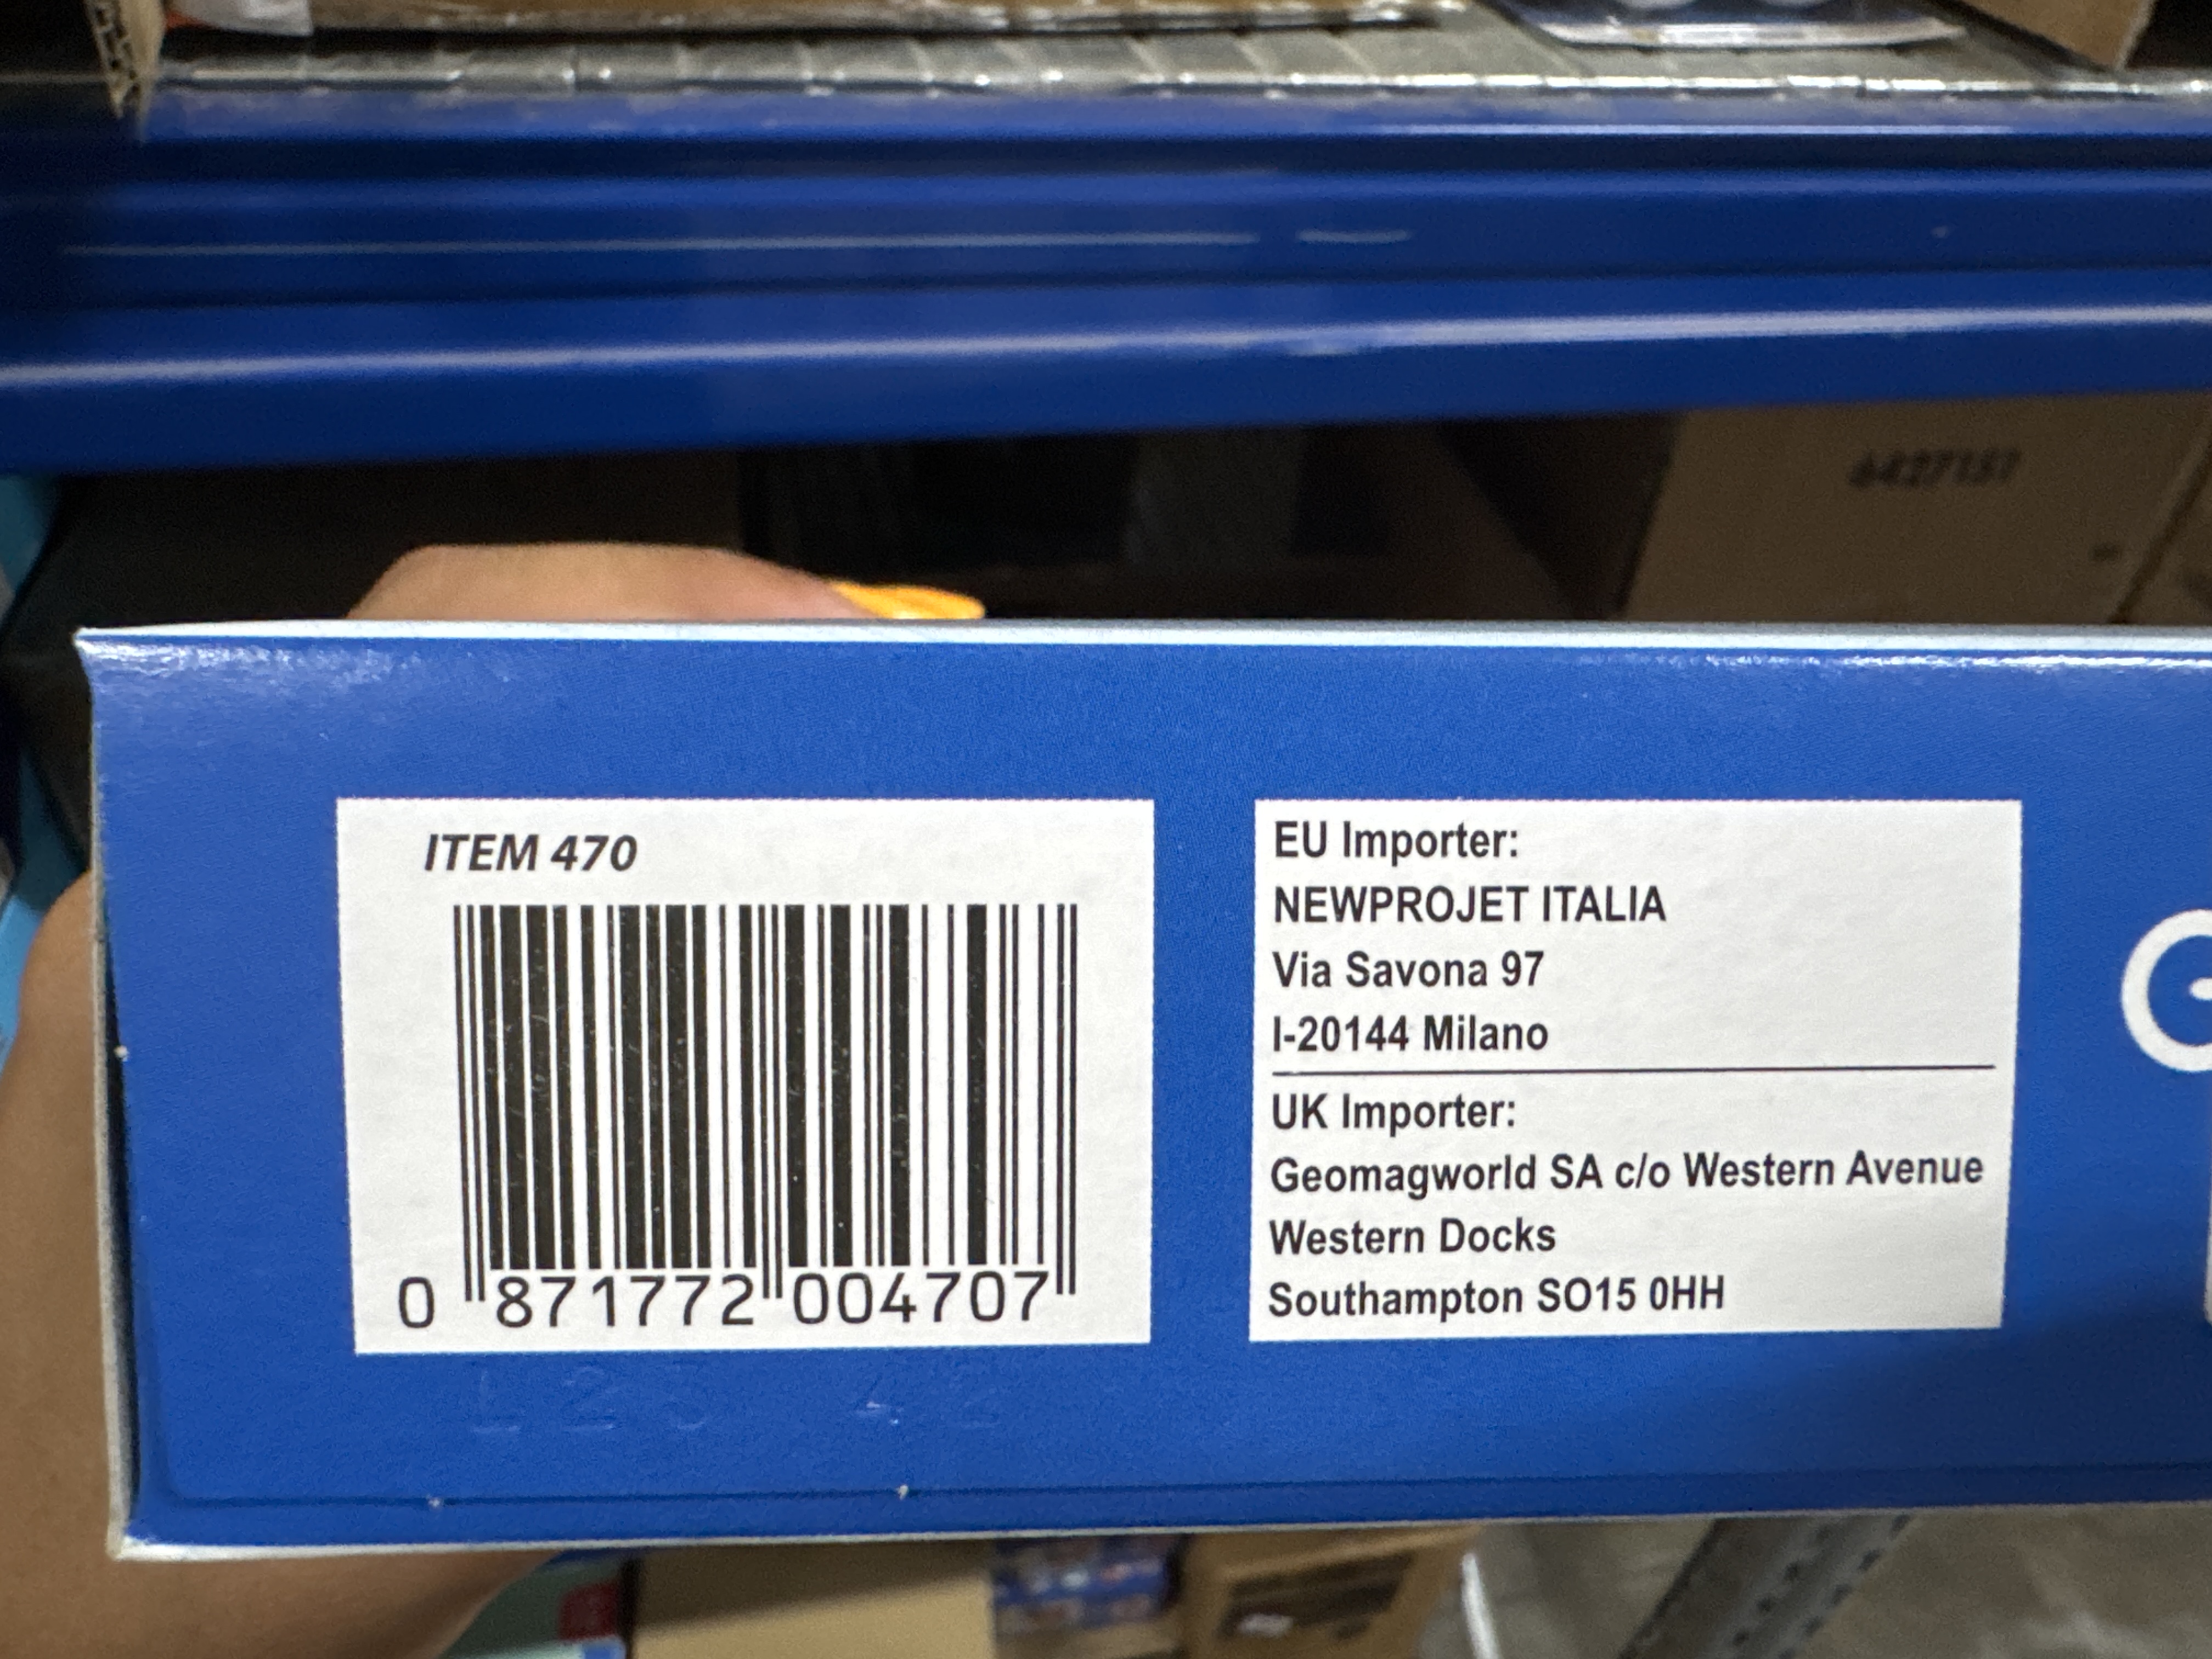 6427157
ITEM 470
0 871772 004707
EU Importer:
NEWPROJET ITALIA
Via Savona 97
I-20144 Milano
UK Importer:
Geomagworld SA c/o Western Avenue
Western Docks
Southampton SO15 0HH